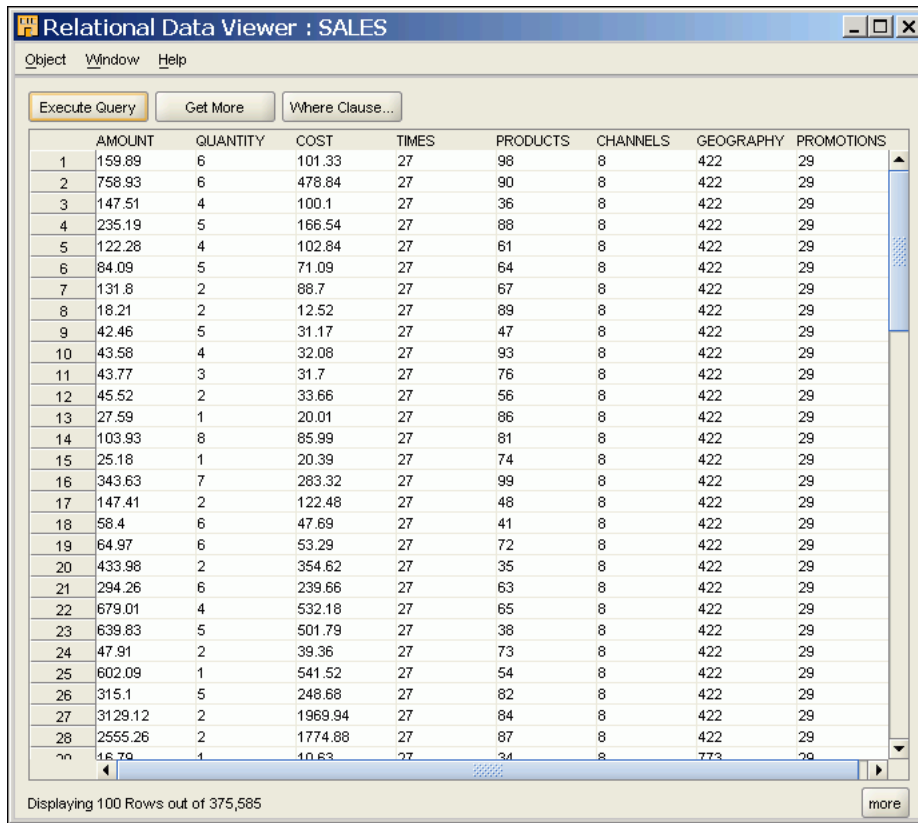 Relational Data Viewer : SALES
Object Window Help
Execute Query Get More Where Clause...
AMOUNT QUANTITY COST TIMES PRODUCTS CHANNELS GEOGRAPHY PROMOTIONS
1 159.89 6 101.33 27 98 8 422 29
2 758.93 6 478.84 27 90 8 422 29
3 147.51 4 100.1 27 36 8 422 29
4 235.19 5 166.54 27 88 8 422 29
5 122.28 4 102.84 27 61 8 422 29
6 84.09 5 71.09 27 64 8 422 29
7 131.8 2 88.7 27 67 8 422 29
8 18.21 2 12.52 27 89 8 422 29
9 42.46 5 31.17 27 47 8 422 29
10 43.58 4 32.08 27 93 8 422 29
11 43.77 3 31.7 27 76 8 422 29
12 45.52 2 33.66 27 56 8 422 29
13 27.59 1 20.01 27 86 8 422 29
14 103.93 8 85.99 27 81 8 422 29
15 25.18 1 20.39 27 74 8 422 29
16 343.63 7 283.32 27 99 8 422 29
17 147.41 2 122.48 27 48 8 422 29
18 58.4 6 47.69 27 41 8 422 29
19 64.97 6 53.29 27 72 8 422 29
20 433.98 2 354.62 27 35 8 422 29
21 294.26 6 239.66 27 63 8 422 29
22 679.01 4 532.18 27 65 8 422 29
23 639.83 5 501.79 27 38 8 422 29
24 47.91 2 39.36 27 73 8 422 29
25 602.09 1 541.52 27 54 8 422 29
26 315.1 5 248.68 27 82 8 422 29
27 3129.12 2 1969.94 27 84 8 422 29
28 2555.26 2 1774.88 27 87 8 422 29
29 16.79 1 10.63 27 34 8 773 29
Displaying 100 Rows out of 375,585 more